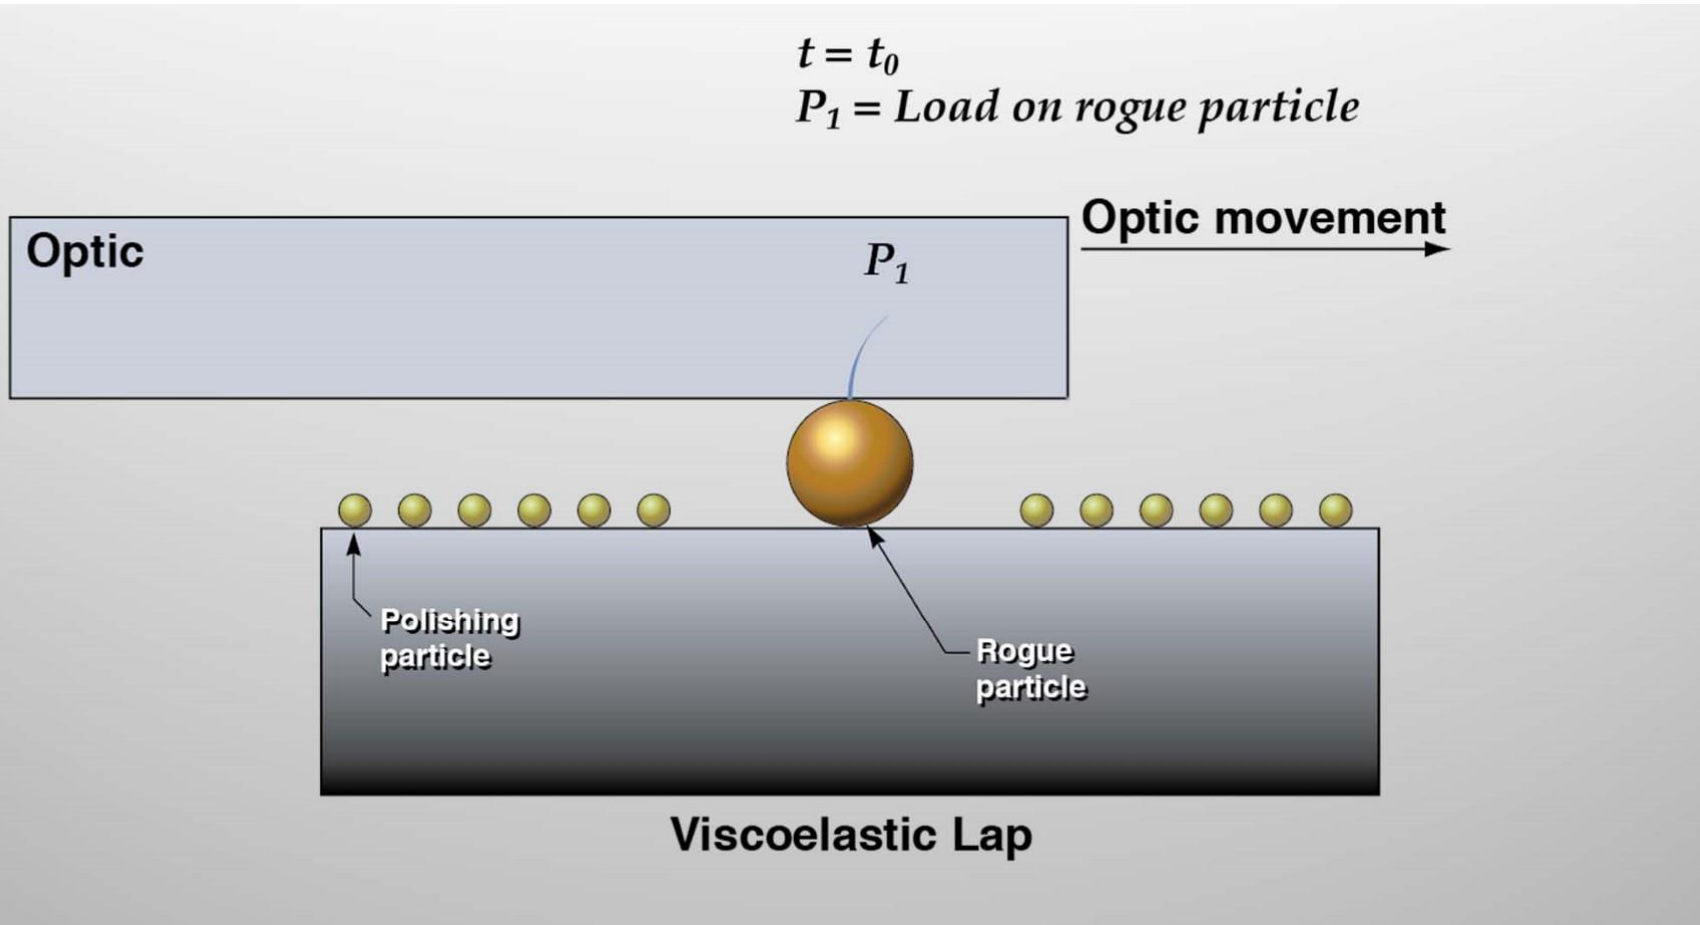 t = t₀
P₁ = Load on rogue particle
Optic movement
Optic
P₁
Polishing
particle
Rogue
particle
Viscoelastic Lap